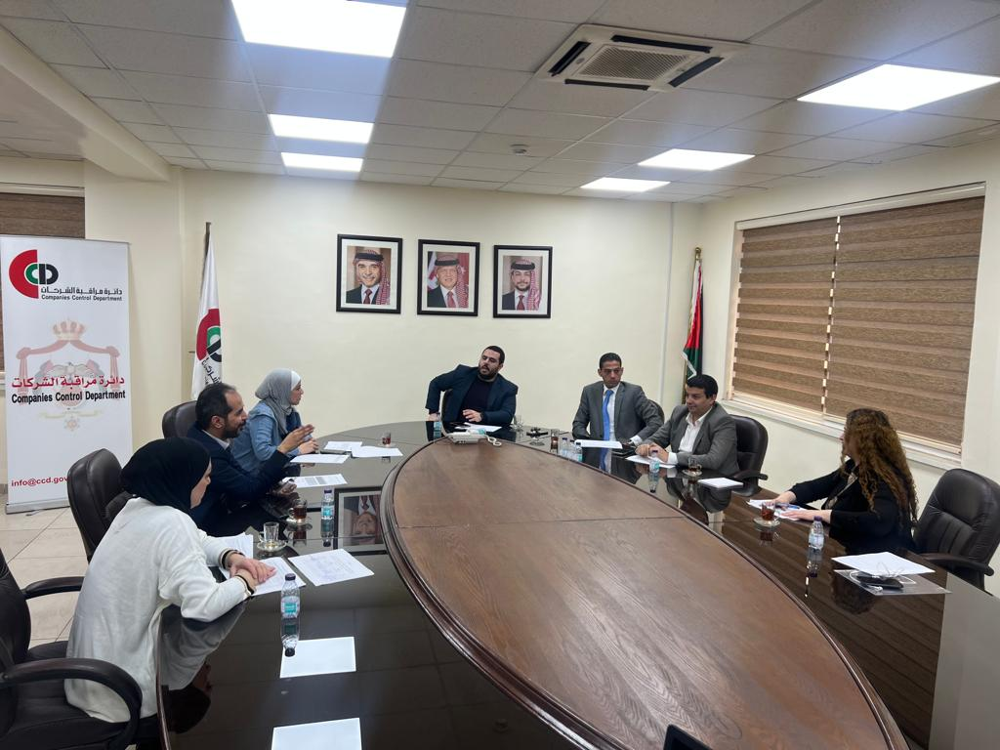 CCD
دائرة مراقبة الشركات
Companies Control Department
دائرة مراقبة الشركات
Companies Control Department
info@ccd.gov